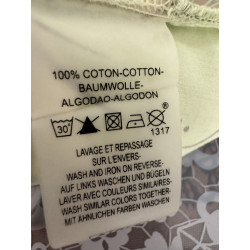 100% COTON-COTTON-
BAUMWOLLE-
ALGODAO-ALGODON
30
1317
LAVAGE ET REPASSAGE
SUR L'ENVERS-
WASH AND IRON ON REVERSE-
AUF LINKS WASCHEN UND BUGELN
LAVER AVEC COULEURS SIMILAIRES-
WASH SIMILAR COLORS TOGETHER-
MIT ÄHNLICHEN FARBEN WASCHEN